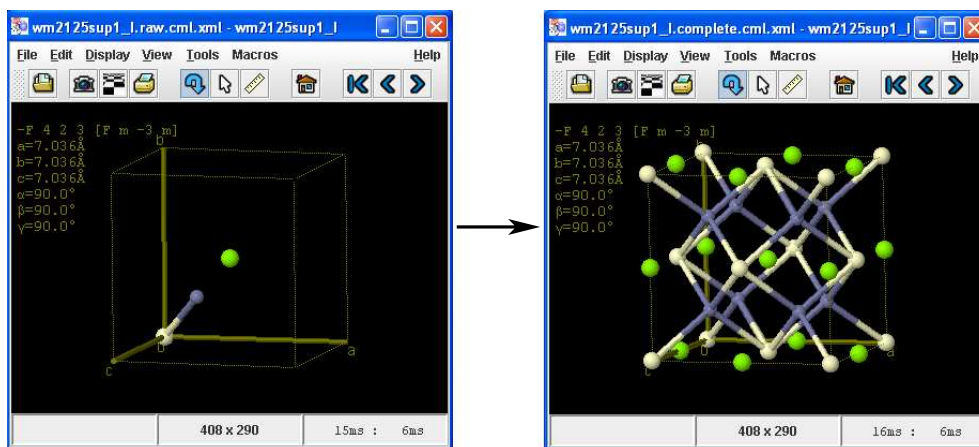 wm2125sup1_I.raw.cml.xml - wm2125sup1_I
File Edit Display View Tools Macros Help
-F 4 2 3 [F m -3 m]
a=7.036Å
b=7.036Å
c=7.036Å
α=90.0°
β=90.0°
γ=90.0°
b
a
c
408 x 290 15ms : 6ms
wm2125sup1_I.complete.cml.xml - wm2125sup1_I
File Edit Display View Tools Macros Help
-F 4 2 3 [F m -3 m]
a=7.036Å
b=7.036Å
c=7.036Å
α=90.0°
β=90.0°
γ=90.0°
a
c
408 x 290 16ms : 6ms